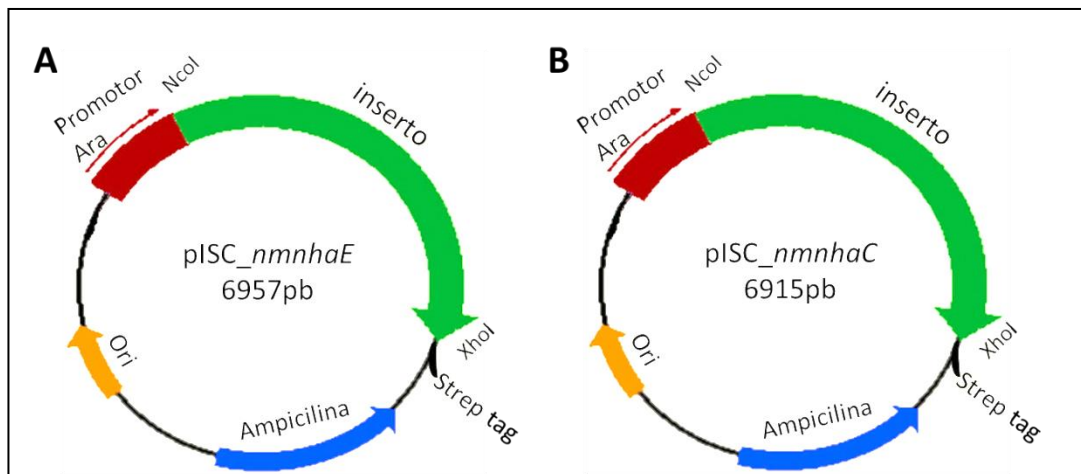 A
Promotor
Ara
NcoI
inserto
pISC_nmnhaE
6957pb
XhoI
Strep tag
Ampicilina
Ori
B
Promotor
Ara
NcoI
inserto
pISC_nmnhaC
6915pb
XhoI
Strep tag
Ampicilina
Ori